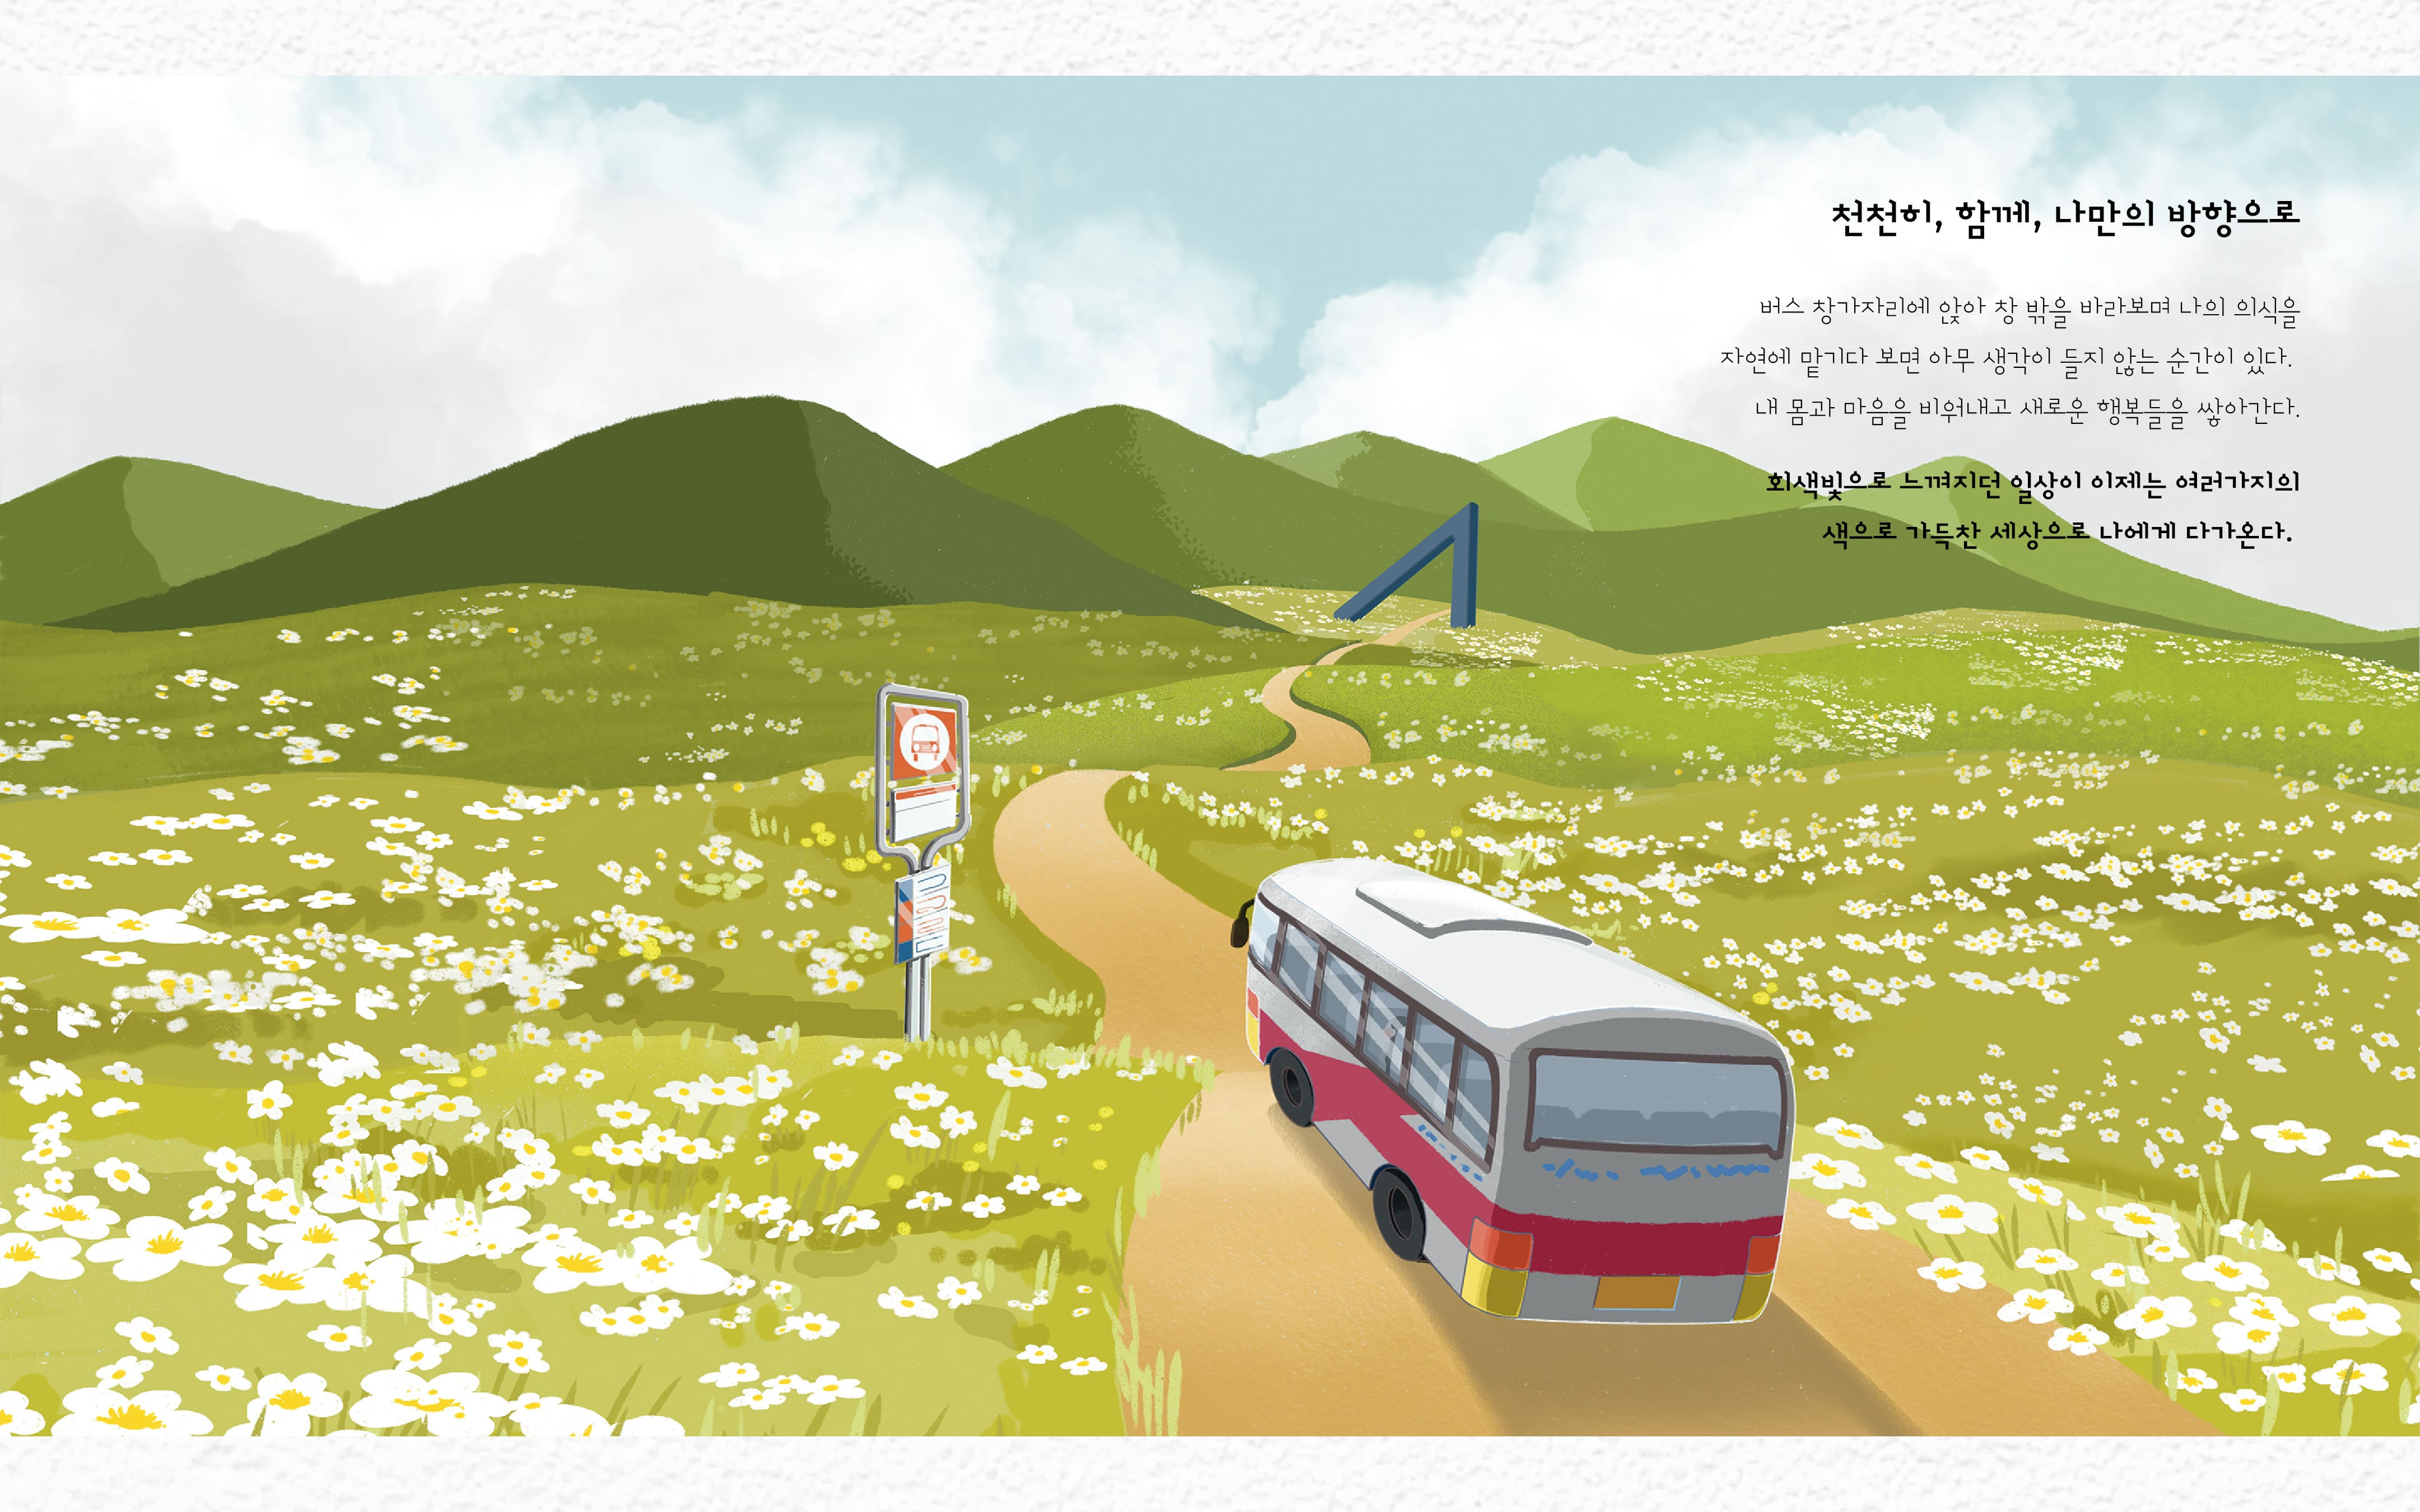 천천히, 함께, 나만의 방향으로
버스 창가자리에 앉아 창 밖을 바라보며 나의 의식을
자연에 맡기다 보면 아무 생각이 들지 않는 순간이 있다.
내 몸과 마음을 비워내고 새로운 행복들을 쌓아간다.
회색빛으로 느껴지던 일상이 이제는 여러가지의
색으로 가득찬 세상으로 나에게 다가온다.